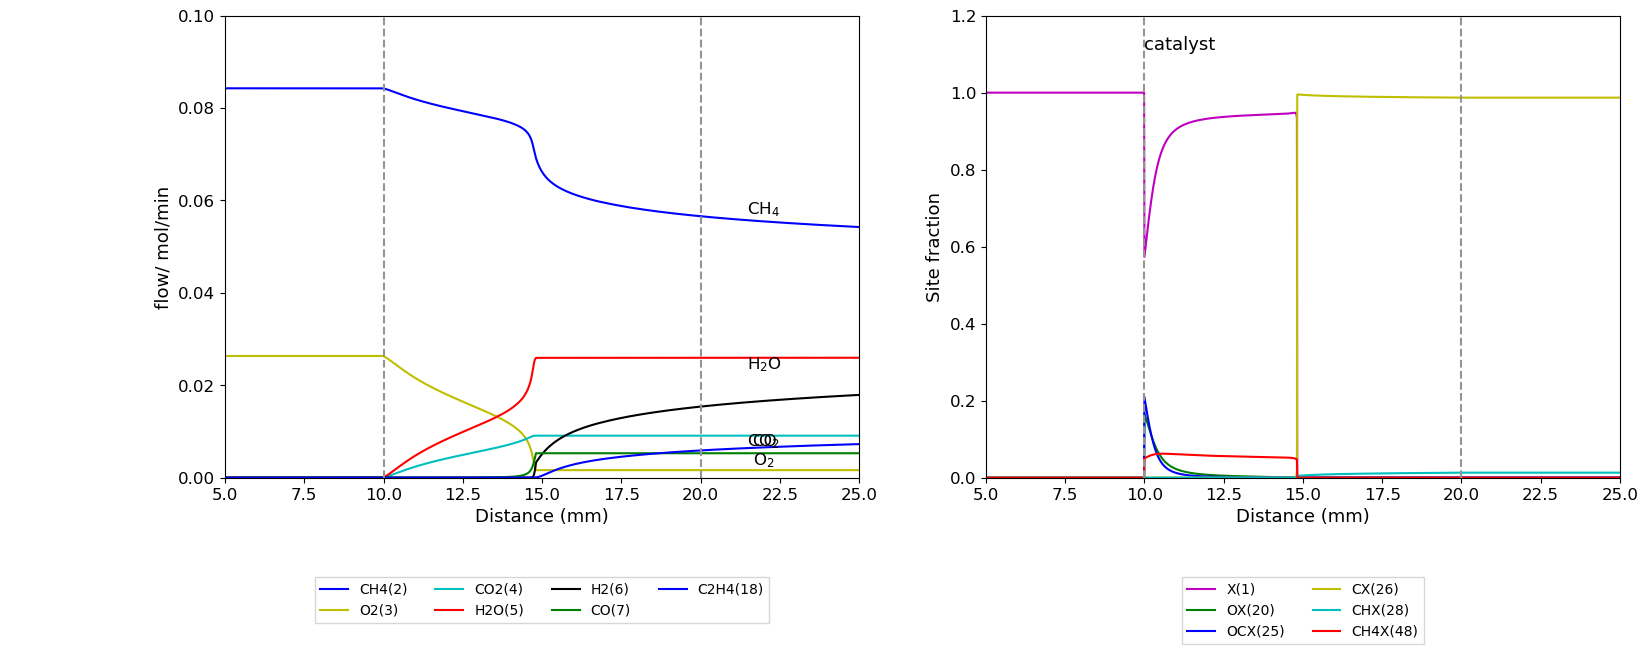 0.10
0.08
0.06
0.04
0.02
0.00
flow/ mol/min
CH₄
H₂O
CO
CO₂
O₂
5.0 7.5 10.0 12.5 15.0 17.5 20.0 22.5 25.0
Distance (mm)
CH4(2) CO2(4) H2(6) C2H4(18)
O2(3) H2O(5) CO(7)
1.2
1.0
0.8
0.6
0.4
0.2
0.0
Site fraction
catalyst
5.0 7.5 10.0 12.5 15.0 17.5 20.0 22.5 25.0
Distance (mm)
X(1) CX(26)
OX(20) CHX(28)
OCX(25) CH4X(48)